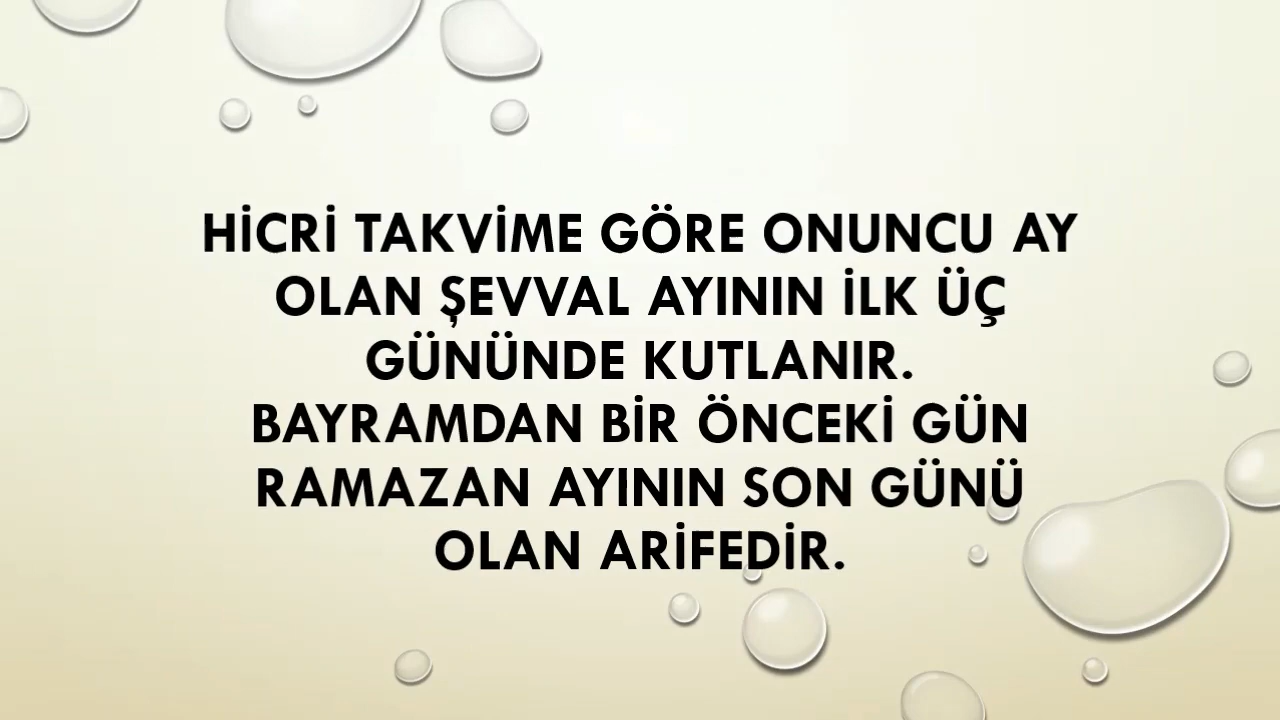 HİCRİ TAKVİME GÖRE ONUNCU AY
OLAN ŞEVVAL AYININ İLK ÜÇ
GÜNÜNDE KUTLANIR.
BAYRAMDAN BİR ÖNCEKİ GÜN
RAMAZAN AYININ SON GÜNÜ
OLAN ARİFEDİR.